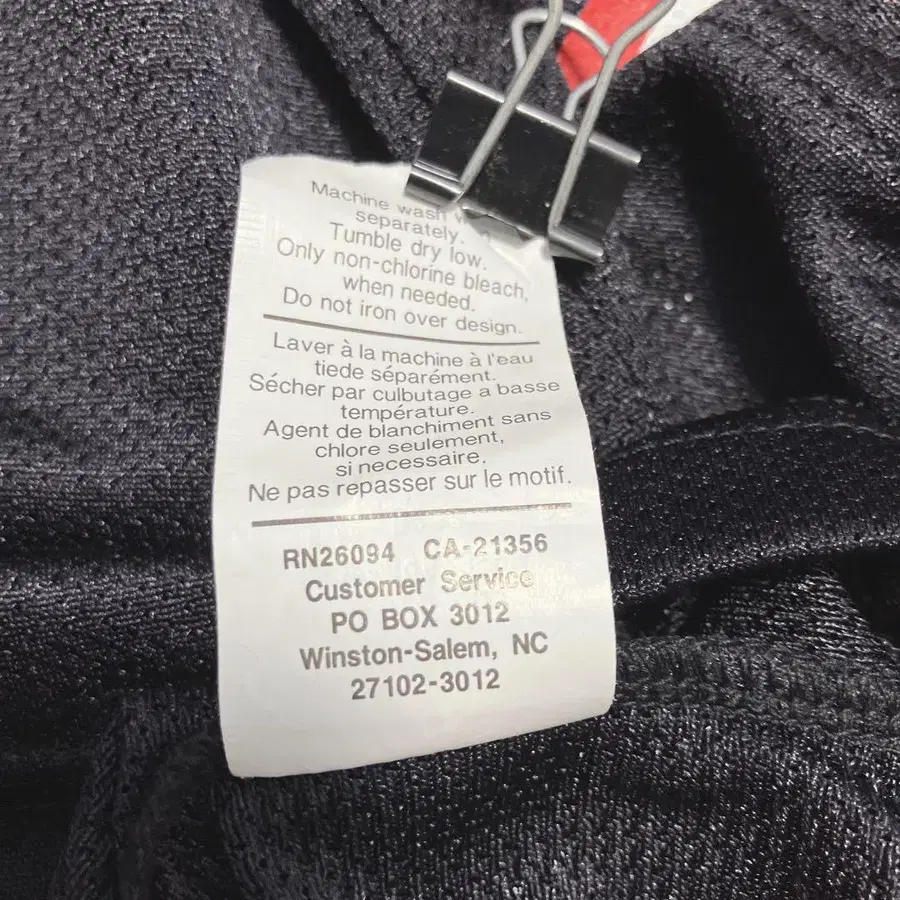 Machine wash
separately.
Tumble dry low.
Only non-chlorine bleach,
when needed.
Do not iron over design.
Laver à la machine à l'eau
tiede séparément.
Sécher par culbutage a basse
température.
Agent de blanchiment sans
chlore seulement,
si necessaire.
Ne pas repasser sur le motif.
RN26094 CA-21356
Customer Service
PO BOX 3012
Winston-Salem, NC
27102-3012